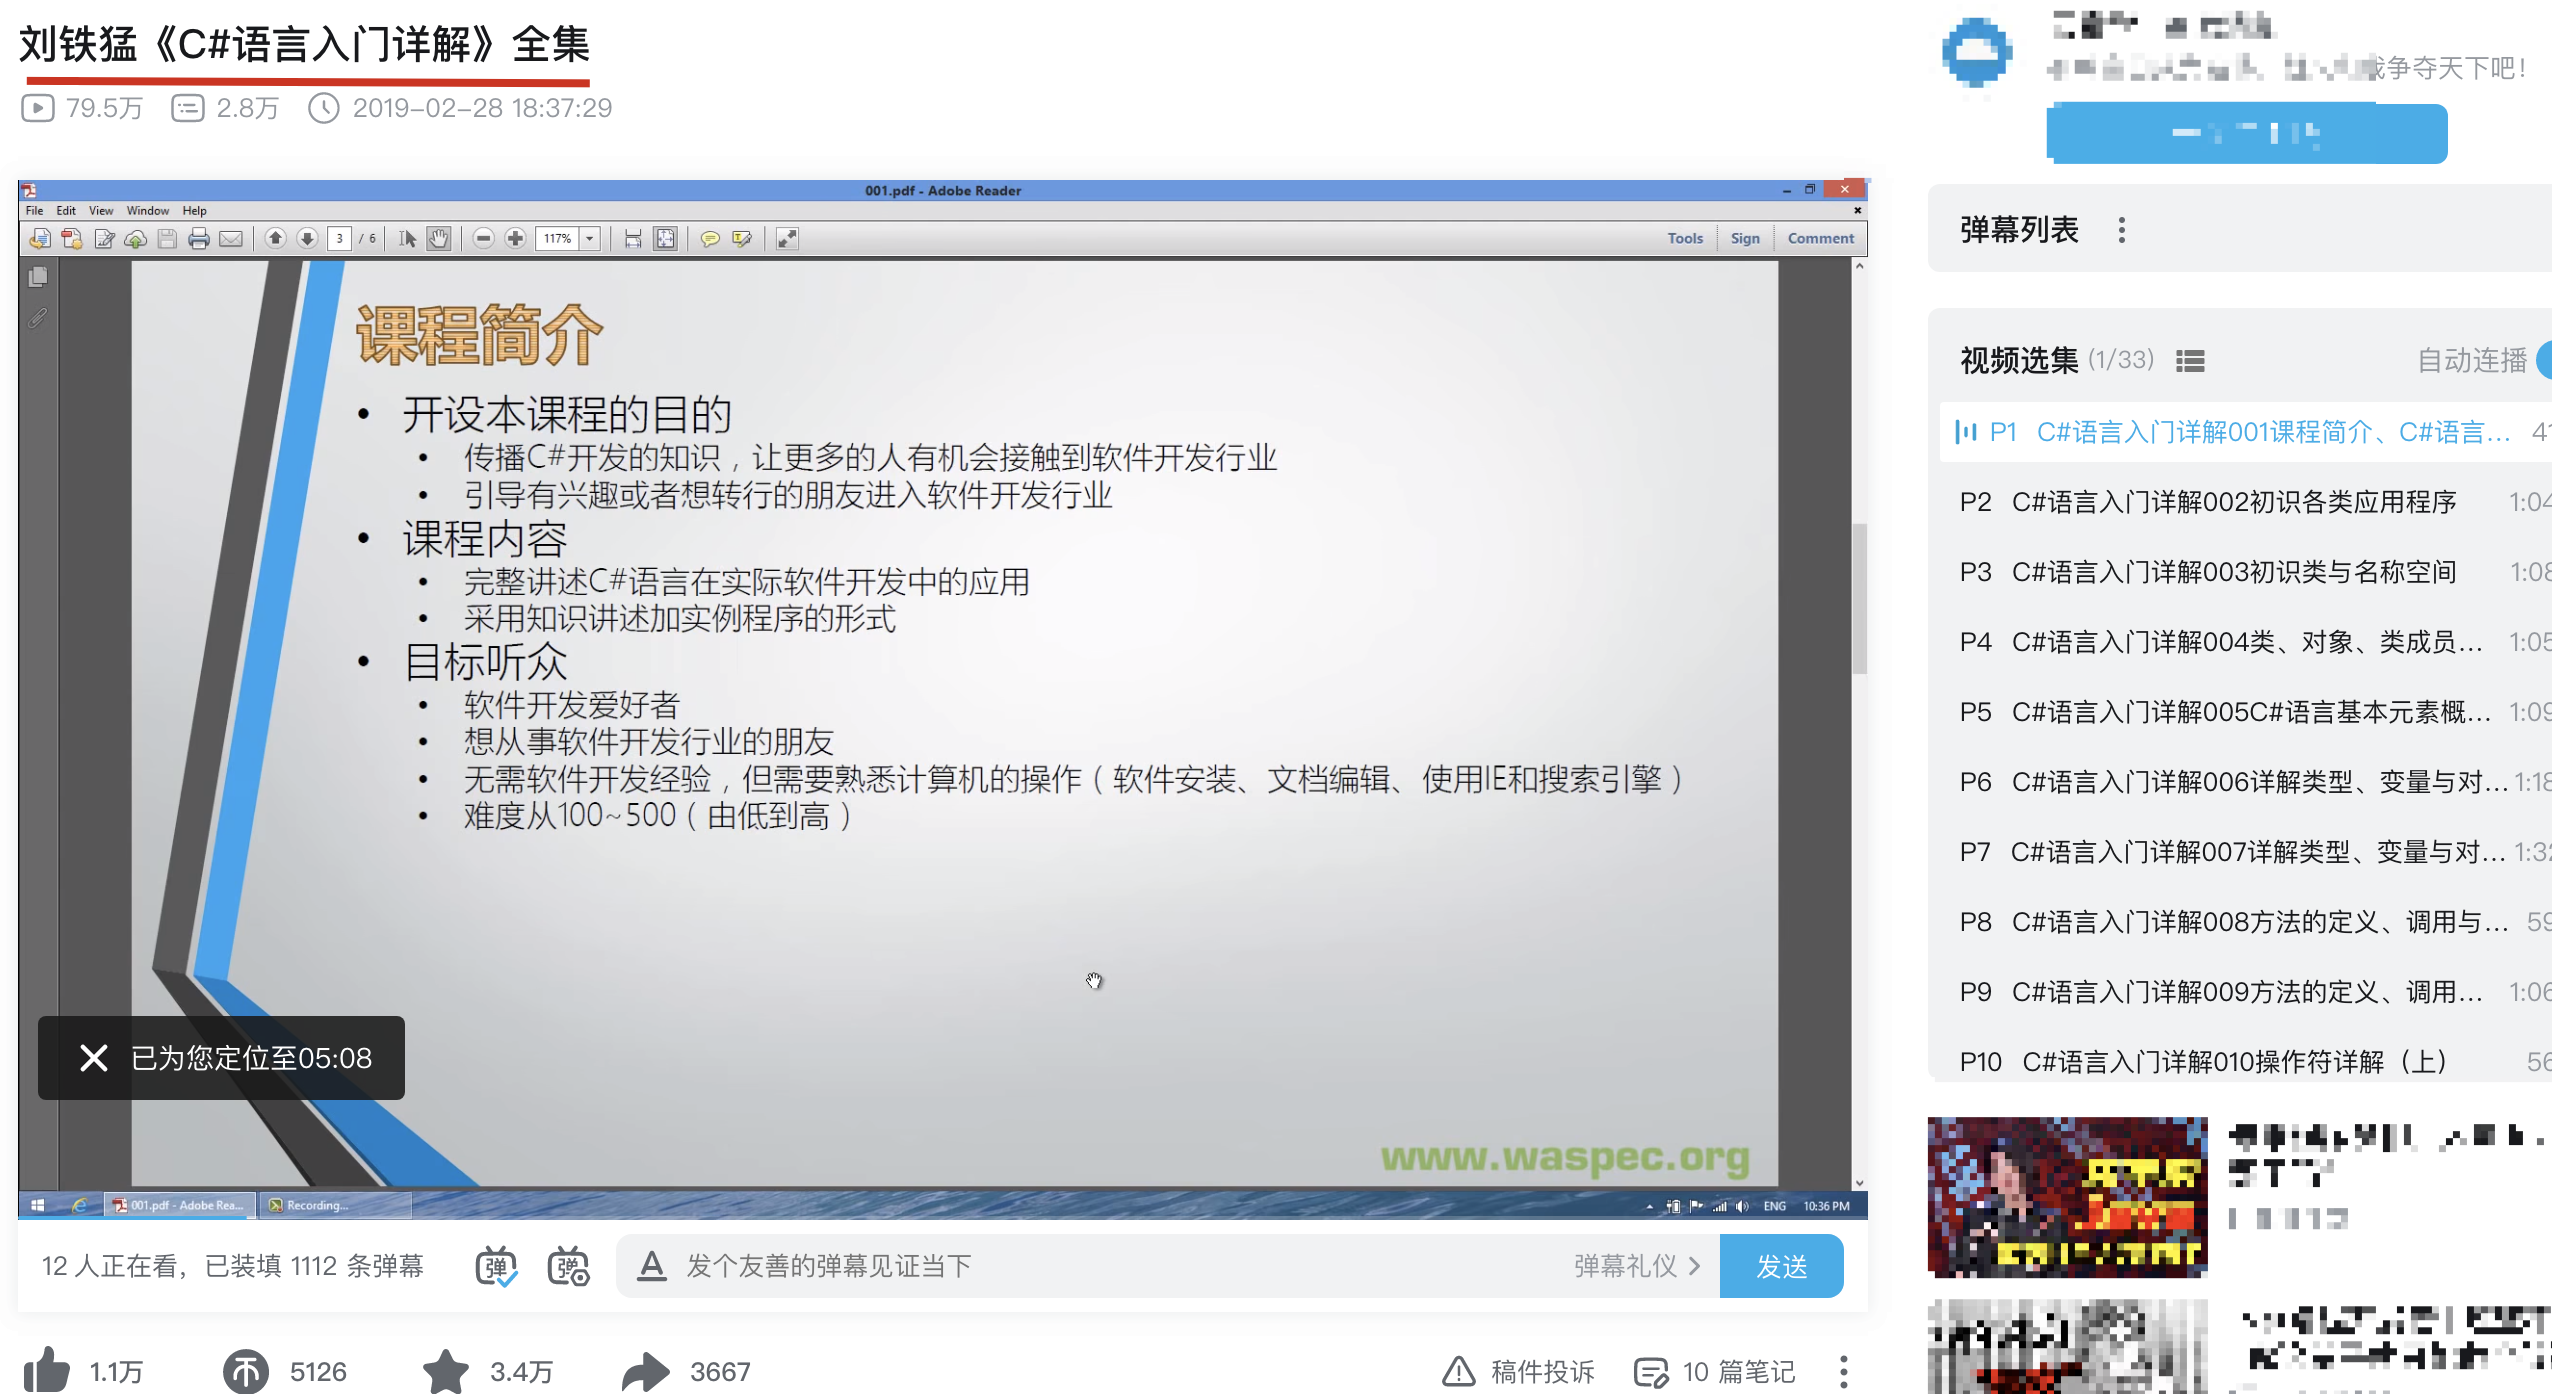 刘铁猛《C#语言入门详解》全集
79.5万 2.8万 2019-02-28 18:37:29
001.pdf - Adobe Reader
File Edit View Window Help
3 / 6 117% Tools Sign Comment
课程简介
• 开设本课程的目的
• 传播C#开发的知识，让更多的人有机会接触到软件开发行业
• 引导有兴趣或者想转行的朋友进入软件开发行业
• 课程内容
• 完整讲述C#语言在实际软件开发中的应用
• 采用知识讲述加实例程序的形式
• 目标听众
• 软件开发爱好者
• 想从事软件开发行业的朋友
• 无需软件开发经验，但需要熟悉计算机的操作（软件安装、文档编辑、使用IE和搜索引擎）
• 难度从100~500（由低到高）
已为您定位至05:08
www.waspec.org
001.pdf - Adobe Rea... Recording... ENG 10:36 PM
12 人正在看，已装填 1112 条弹幕 发个友善的弹幕见证当下 弹幕礼仪 发送
1.1万 5126 3.4万 3667 稿件投诉 10 篇笔记
争夺天下吧！
弹幕列表
视频选集 (1/33) 自动连播
P1 C#语言入门详解001课程简介、C#语言... 41
P2 C#语言入门详解002初识各类应用程序 1:04
P3 C#语言入门详解003初识类与名称空间 1:08
P4 C#语言入门详解004类、对象、类成员... 1:05
P5 C#语言入门详解005C#语言基本元素概... 1:09
P6 C#语言入门详解006详解类型、变量与对... 1:18
P7 C#语言入门详解007详解类型、变量与对... 1:32
P8 C#语言入门详解008方法的定义、调用与... 59
P9 C#语言入门详解009方法的定义、调用... 1:06
P10 C#语言入门详解010操作符详解（上） 56